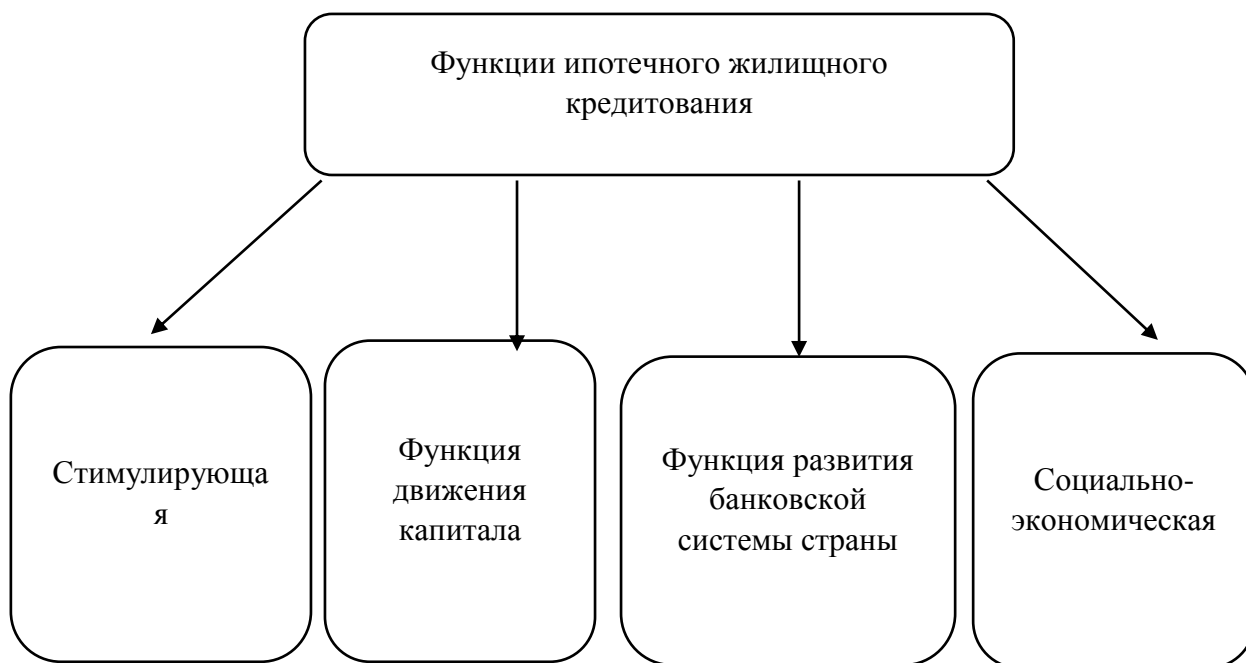 Функции ипотечного жилищного
кредитования
Стимулирующа
я
Функция
движения
капитала
Функция развития
банковской
системы страны
Социально-
экономическая